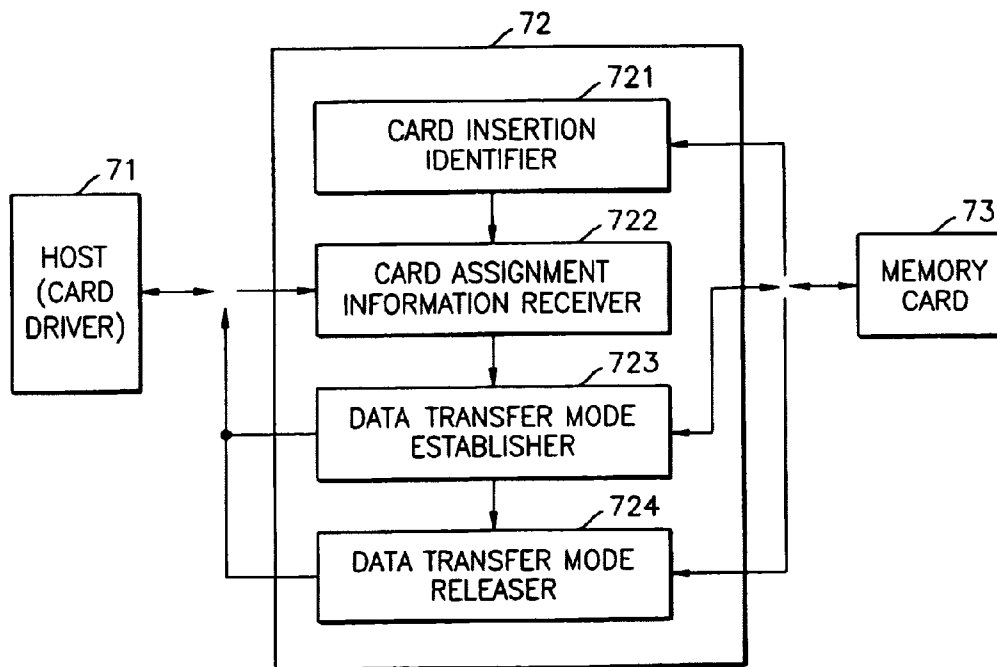 72
721
CARD INSERTION
IDENTIFIER
71
HOST
(CARD
DRIVER)
722
CARD ASSIGNMENT
INFORMATION RECEIVER
73
MEMORY
CARD
723
DATA TRANSFER MODE
ESTABLISHER
724
DATA TRANSFER MODE
RELEASER